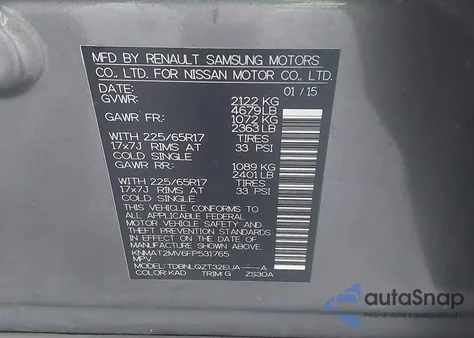 MFD BY RENAULT SAMSUNG MOTORS
CO., LTD. FOR NISSAN MOTOR CO., LTD.
DATE: 01/15
GVWR: 2122 KG
4679 LB
GAWR FR: 1072 KG
2363 LB
WITH 225/65R17 TIRES
17x7J RIMS AT 33 PSI
COLD SINGLE
GAWR RR: 1089 KG
2401 LB
WITH 225/65R17 TIRES
17x7J RIMS AT 33 PSI
COLD SINGLE
THIS VEHICLE CONFORMS TO
ALL APPLICABLE FEDERAL
MOTOR VEHICLE SAFETY AND
THEFT PREVENTION STANDARDS
IN EFFECT ON THE DATE OF
MANUFACTURE SHOWN ABOVE
KNMAT2MV6FP531765
MPV
MODEL: TDBNLQZT32EUA----A
COLOR: KAD TRIM: G ZS30A
autoSnap